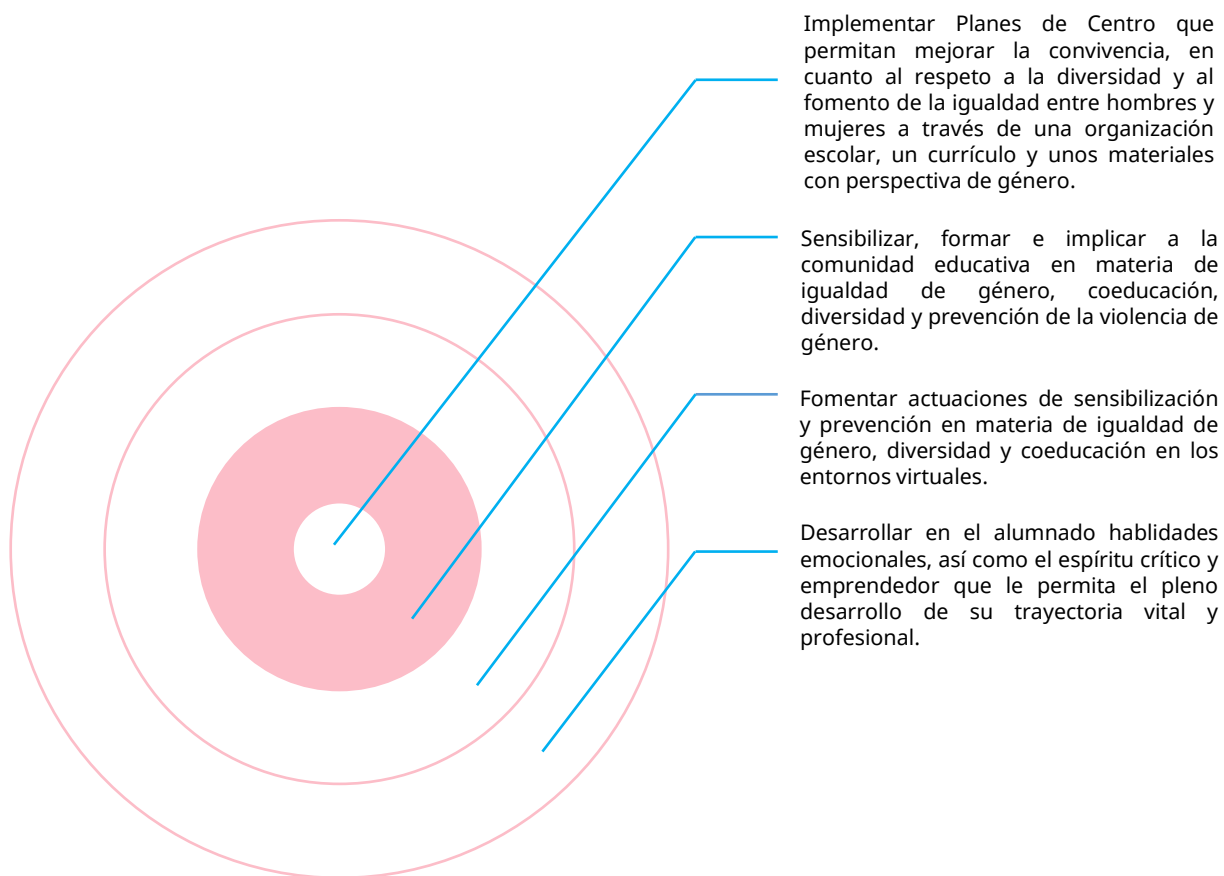 Implementar Planes de Centro que
permitan mejorar la convivencia, en
cuanto al respeto a la diversidad y al
fomento de la igualdad entre hombres y
mujeres a través de una organización
escolar, un currículo y unos materiales
con perspectiva de género.
Sensibilizar, formar e implicar a la
comunidad educativa en materia de
igualdad de género, coeducación,
diversidad y prevención de la violencia de
género.
Fomentar actuaciones de sensibilización
y prevención en materia de igualdad de
género, diversidad y coeducación en los
entornos virtuales.
Desarrollar en el alumnado hablidades
emocionales, así como el espíritu crítico y
emprendedor que le permita el pleno
desarrollo de su trayectoria vital y
profesional.